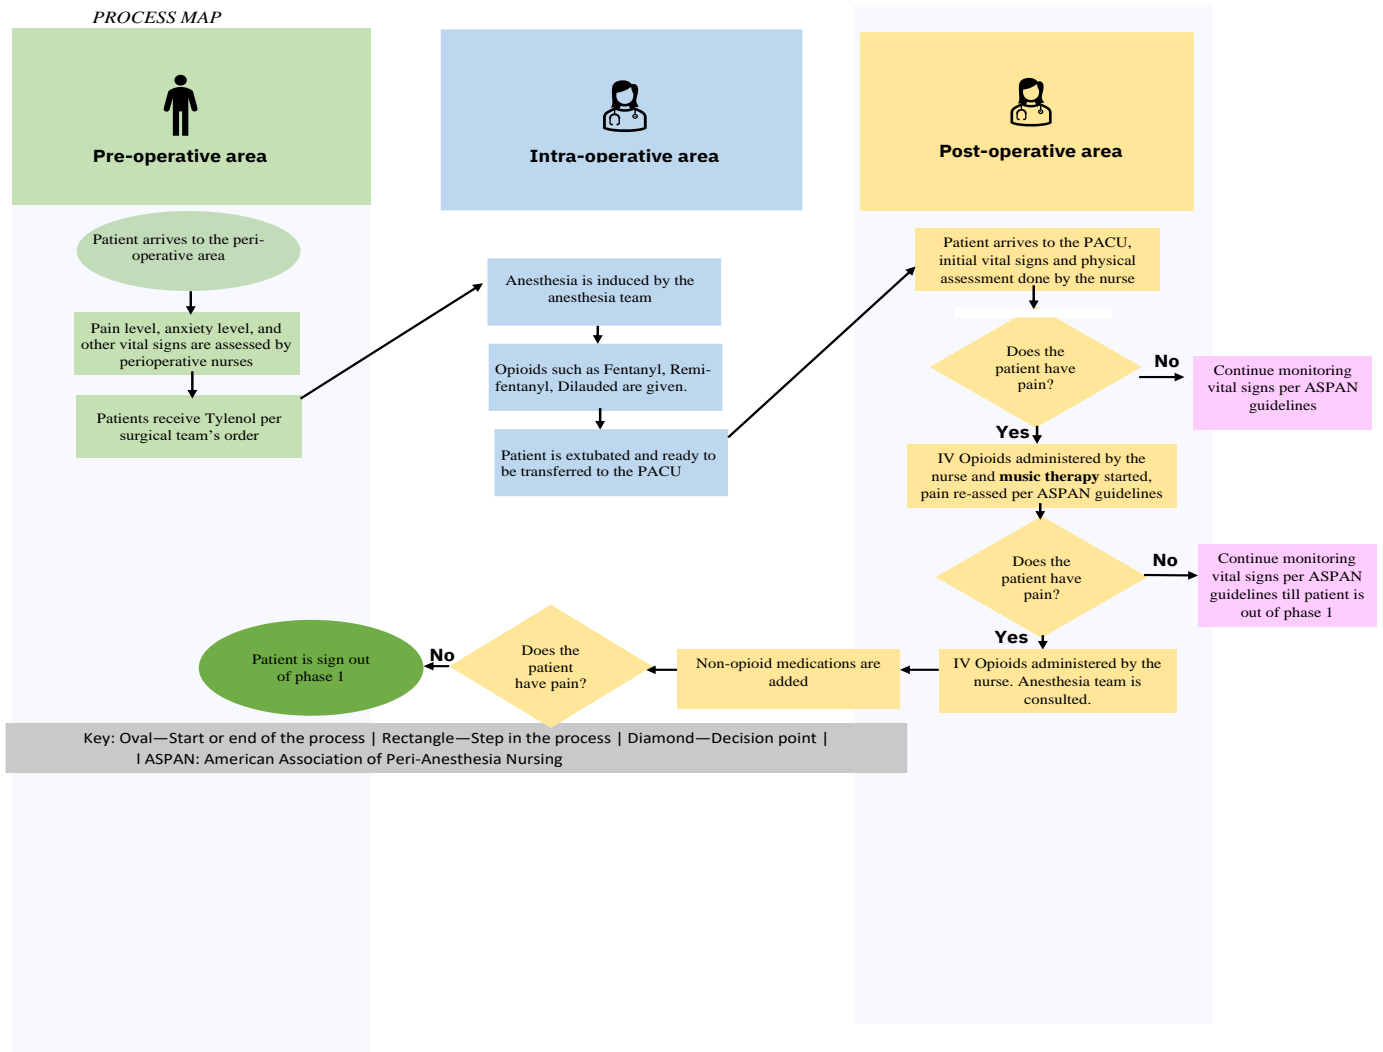 PROCESS MAP
Pre-operative area
Intra-operative area
Post-operative area
Patient arrives to the peri-
operative area
Pain level, anxiety level, and
other vital signs are assessed by
perioperative nurses
Patients receive Tylenol per
surgical team’s order
Anesthesia is induced by the
anesthesia team
Opioids such as Fentanyl, Remi-
fentanyl, Dilauded are given.
Patient is extubated and ready to
be transferred to the PACU
Patient arrives to the PACU,
initial vital signs and physical
assessment done by the nurse
Does the
patient have
pain?
No
Continue monitoring
vital signs per ASPAN
guidelines
Yes
IV Opioids administered by the
nurse and music therapy started,
pain re-assed per ASPAN guidelines
Does the
patient have
pain?
No
Continue monitoring
vital signs per ASPAN
guidelines till patient is
out of phase 1
Yes
IV Opioids administered by the
nurse. Anesthesia team is
consulted.
Non-opioid medications are
added
Does the
patient
have pain?
No
Patient is sign out
of phase 1
Key: Oval—Start or end of the process | Rectangle—Step in the process | Diamond—Decision point |
l ASPAN: American Association of Peri-Anesthesia Nursing